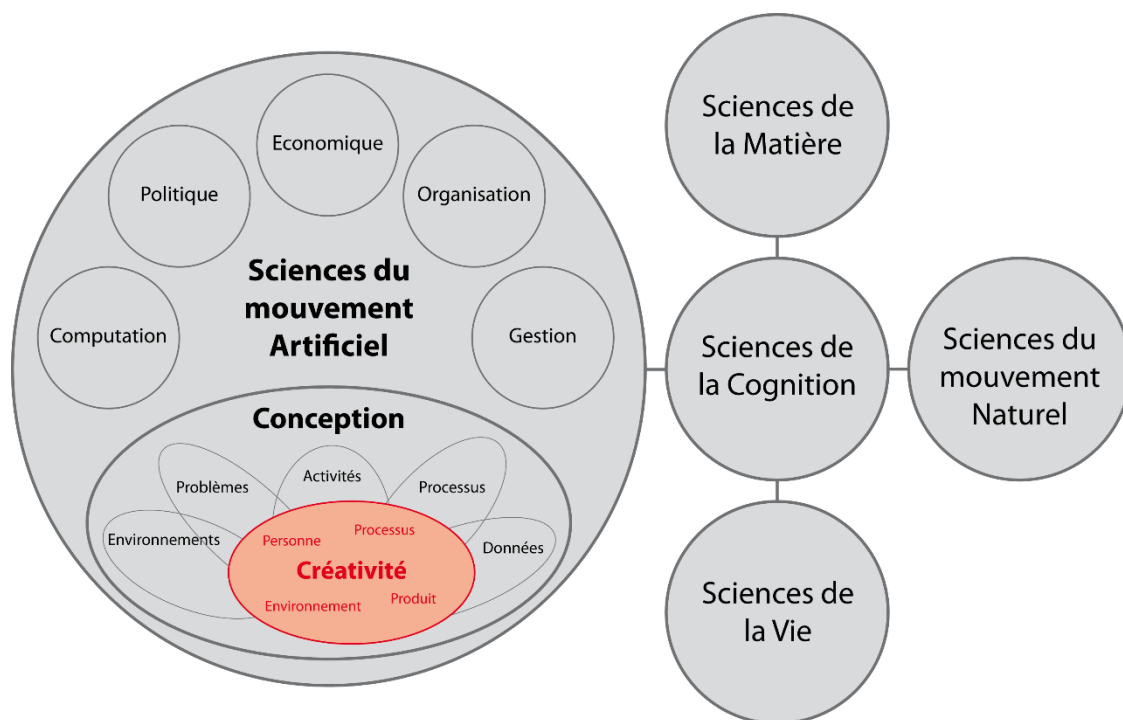 Economique
Politique
Organisation
Sciences du
mouvement
Artificiel
Computation
Gestion
Conception
Activités
Problèmes
Processus
Environnements
Données
Personne
Processus
Créativité
Environnement
Produit
Sciences de
la Matière
Sciences de
la Cognition
Sciences du
mouvement
Naturel
Sciences de
la Vie